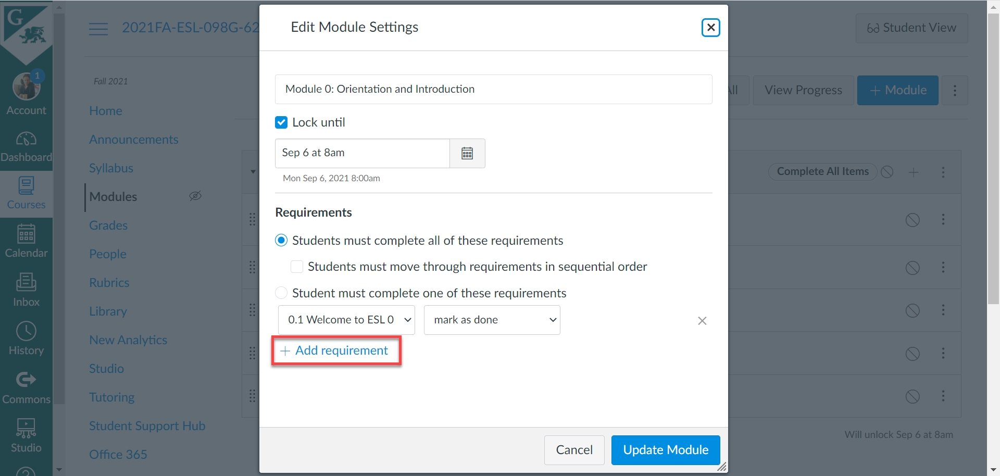 G
1
Account
Dashboard
Courses
Calendar
Inbox
History
Commons
Studio
2021FA-ESL-098G-62
Student View
Fall 2021
Home
Announcements
Syllabus
Modules
Grades
People
Rubrics
Library
New Analytics
Studio
Tutoring
Student Support Hub
Office 365
All
View Progress
+ Module
Complete All Items
Will unlock Sep 6 at 8am
Edit Module Settings
Module 0: Orientation and Introduction
Lock until
Sep 6 at 8am
Mon Sep 6, 2021 8:00am
Requirements
Students must complete all of these requirements
Students must move through requirements in sequential order
Student must complete one of these requirements
0.1 Welcome to ESL 0
mark as done
+ Add requirement
Cancel
Update Module